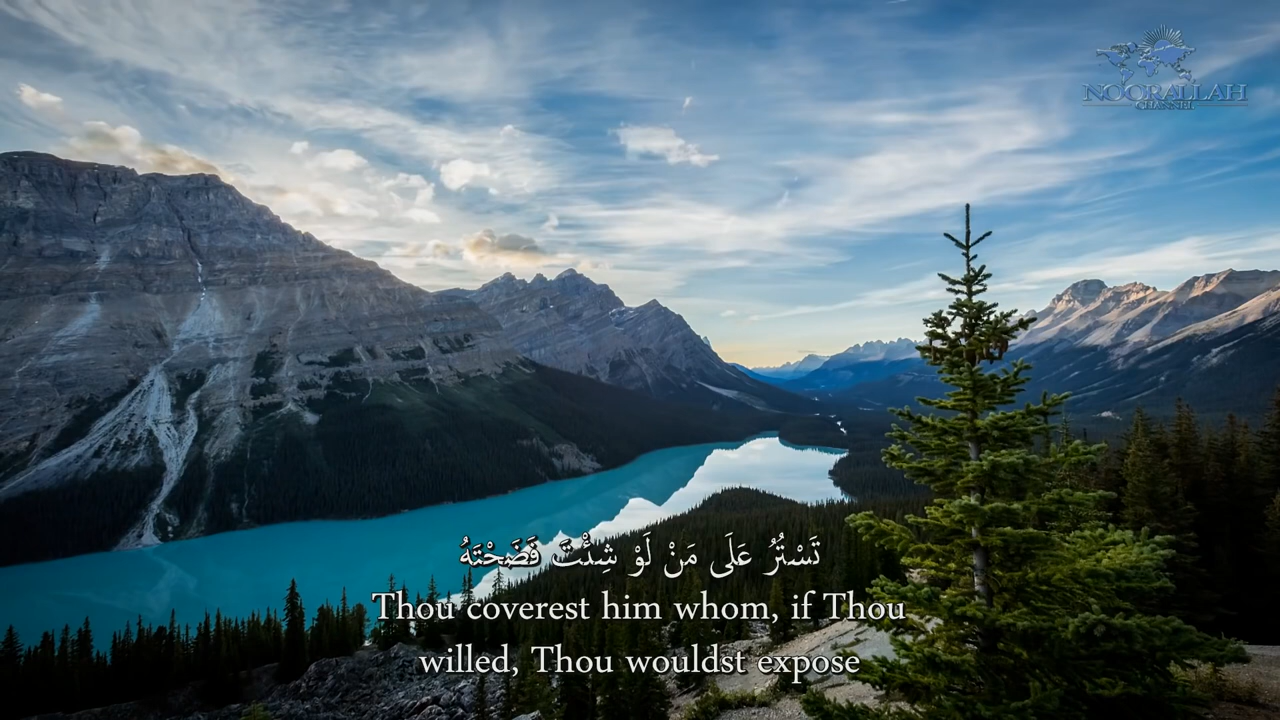 NOORALLAH
CHANNEL
تَسْتُرُ عَلَى مَنْ لَوْ شِئْتَ فَضَحْتَهُ
Thou coverest him whom, if Thou
willed, Thou wouldst expose